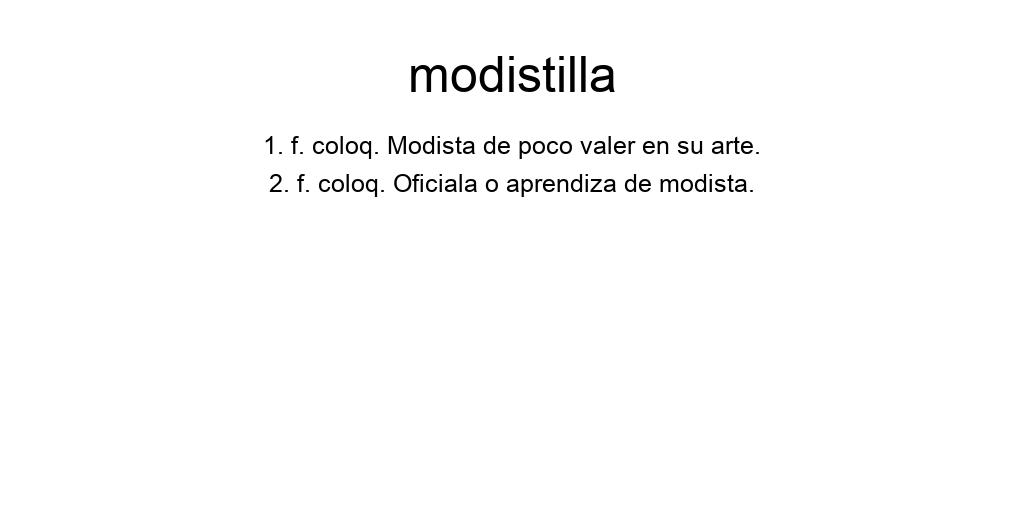 modistilla
1. f. coloq. Modista de poco valer en su arte.
2. f. coloq. Oficiala o aprendiza de modista.